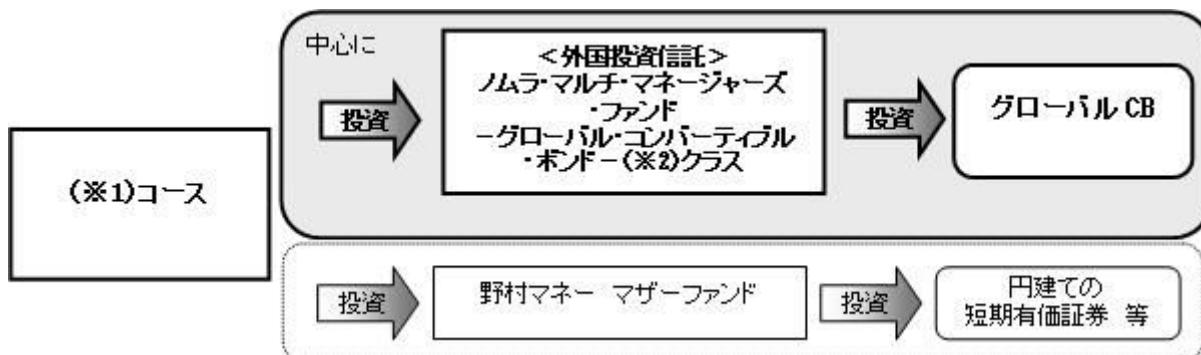 中心に
投資
＜外国投資信託＞
ノムラ・マルチ・マネージャーズ
・ファンド
－グローバル・コンバーティブル
・ボンド－(※2)クラス
投資
グローバル CB
(※1)コース
投資
野村マネー マザーファンド
投資
円建ての
短期有価証券 等